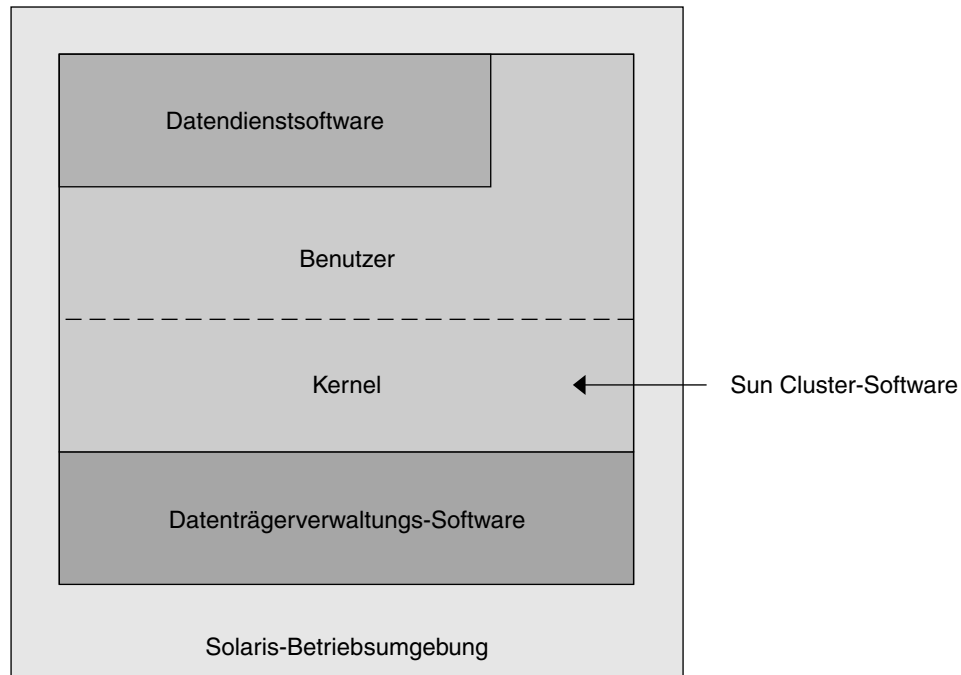 Datendienstsoftware
Benutzer
Kernel
Sun Cluster-Software
Datenträgerverwaltungs-Software
Solaris-Betriebsumgebung